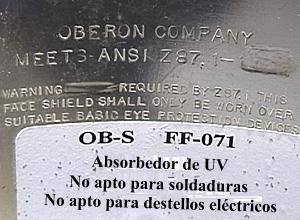 OBERON COMPANY
MEETS ANSI Z87.1-
WARNING REQUIRED BY Z87.1 THIS
FACE SHIELD SHALL ONLY BE WORN OVER
SUITABLE BASIC EYE PROTECTION DEVICES
OB-S FF-071
Absorbedor de UV
No apto para soldaduras
No apto para destellos eléctricos